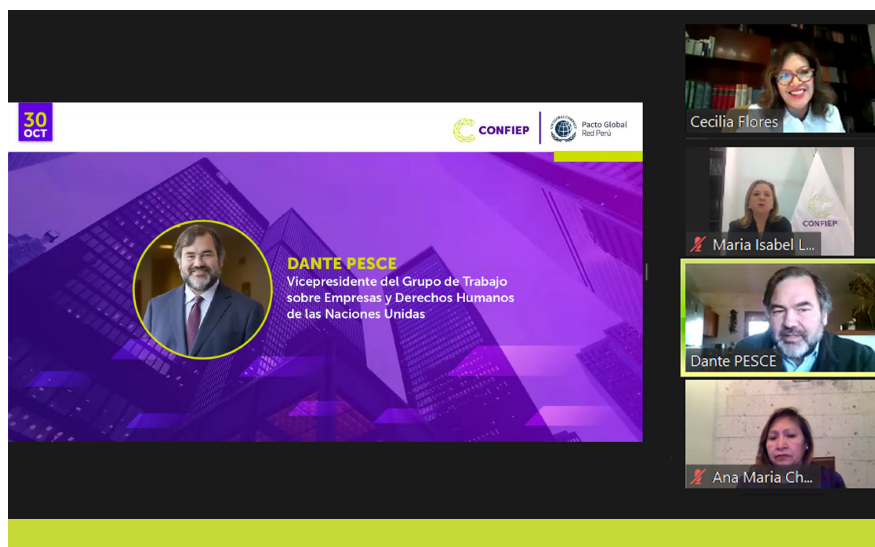 30
OCT
CONFIEP
Pacto Global
Red Perú
DANTE PESCE
Vicepresidente del Grupo de Trabajo
sobre Empresas y Derechos Humanos
de las Naciones Unidas
Cecilia Flores
CONFIEP
Maria Isabel L...
Dante PESCE
Ana Maria Ch...